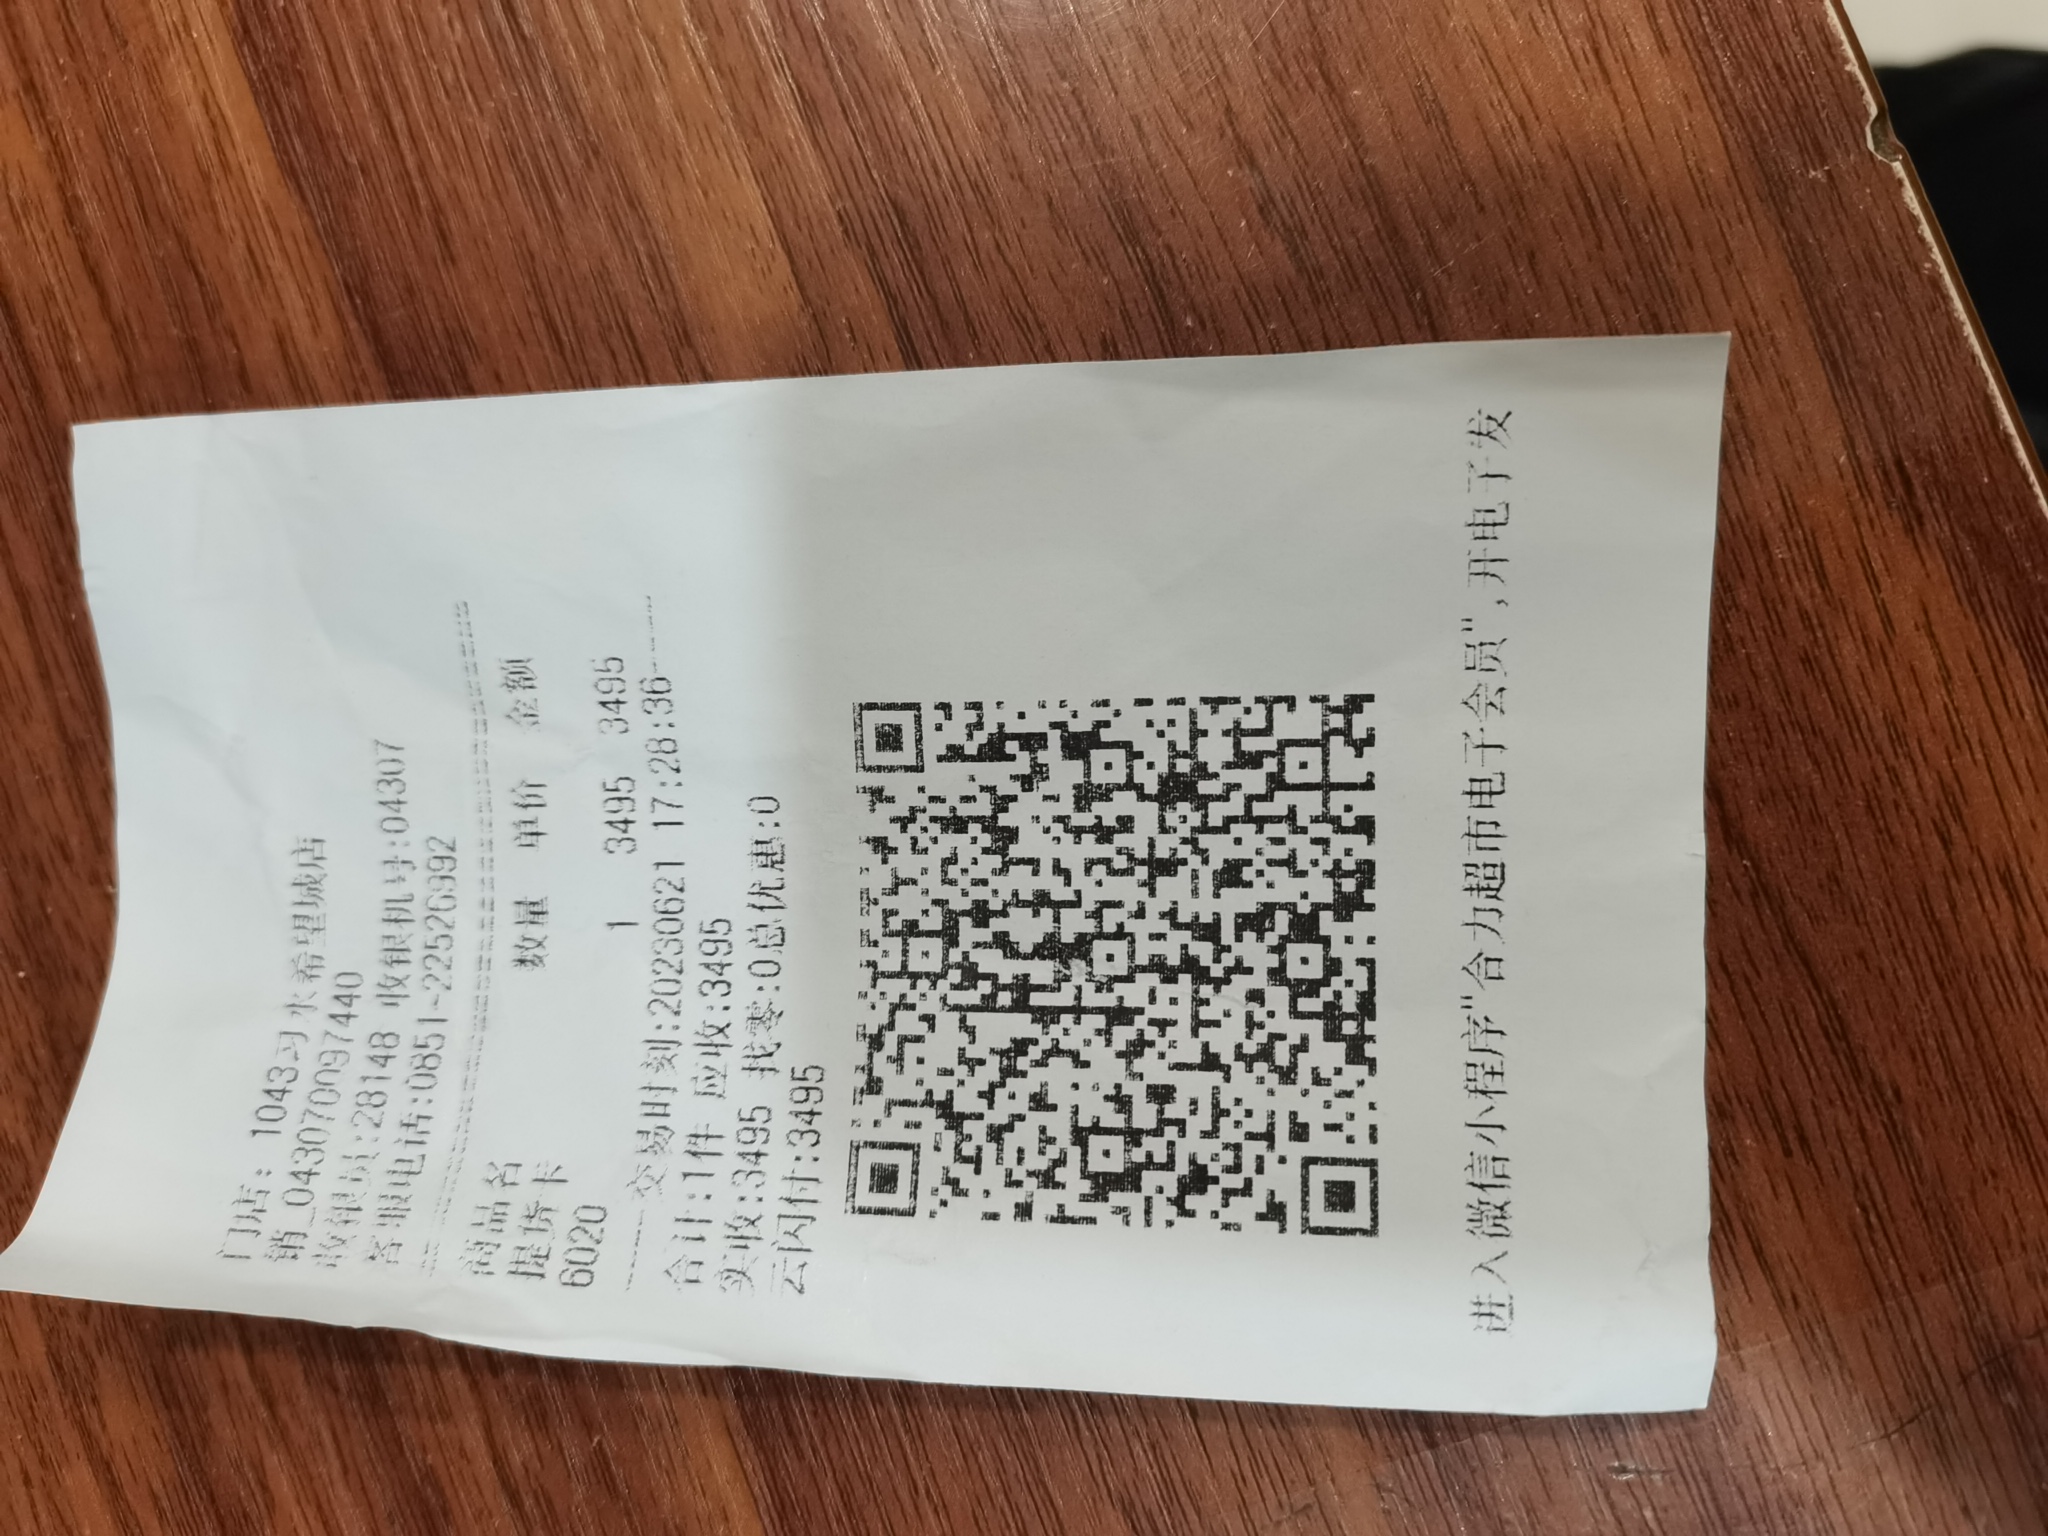 门店: 1043习水希望城店
销_0430700974​40
收银员:28148 收银机号:04307
客服电话:0851-22526992
商品名 数量 单价 金额
提货卡
6020 1 3495 3495
交易时刻:20230621 17:28:36
合计:1件 应收:3495
实收:3495 找零:0总优惠:0
云闪付:3495
进入微信小程序"合力超市电子会员",开电子发